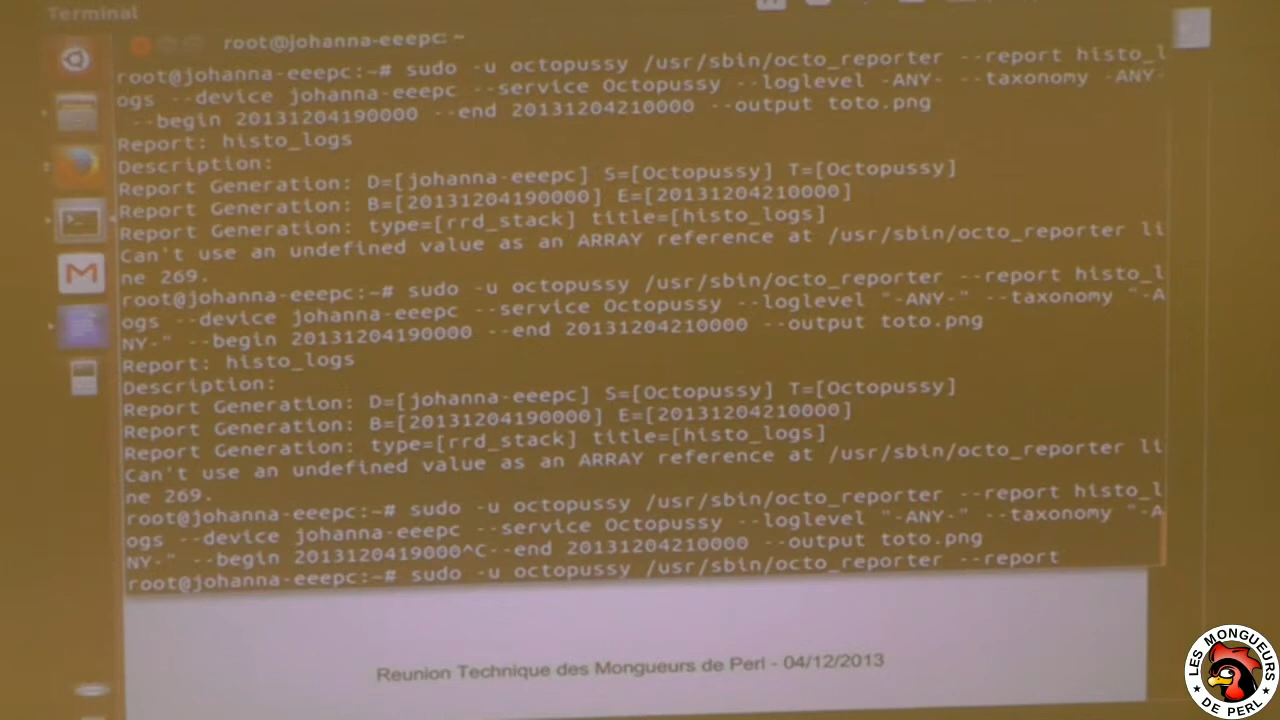 Terminal
root@johanna-eeepc: ~
root@johanna-eeepc:~# sudo -u octopussy /usr/sbin/octo_reporter --report histo_l
ogs --device johanna-eeepc --service Octopussy --loglevel -ANY- --taxonomy -ANY-
--begin 20131204190000 --end 20131204210000 --output toto.png
Report: histo_logs
Description:
Report Generation: D=[johanna-eeepc] S=[Octopussy] T=[Octopussy]
Report Generation: B=[20131204190000] E=[20131204210000]
Report Generation: type=[rrd_stack] title=[histo_logs]
Can't use an undefined value as an ARRAY reference at /usr/sbin/octo_reporter li
ne 269.
root@johanna-eeepc:~# sudo -u octopussy /usr/sbin/octo_reporter --report histo_l
ogs --device johanna-eeepc --service Octopussy --loglevel "-ANY-" --taxonomy "-A
NY-" --begin 20131204190000 --end 20131204210000 --output toto.png
Report: histo_logs
Description:
Report Generation: D=[johanna-eeepc] S=[Octopussy] T=[Octopussy]
Report Generation: B=[20131204190000] E=[20131204210000]
Report Generation: type=[rrd_stack] title=[histo_logs]
Can't use an undefined value as an ARRAY reference at /usr/sbin/octo_reporter li
ne 269.
root@johanna-eeepc:~# sudo -u octopussy /usr/sbin/octo_reporter --report histo_l
ogs --device johanna-eeepc --service Octopussy --loglevel "-ANY-" --taxonomy "-A
NY-" --begin 2013120419000^C--end 20131204210000 --output toto.png
root@johanna-eeepc:~# sudo -u octopussy /usr/sbin/octo_reporter --report
Reunion Technique des Mongueurs de Perl - 04/12/2013
LES MONGUEURS
DE PERL